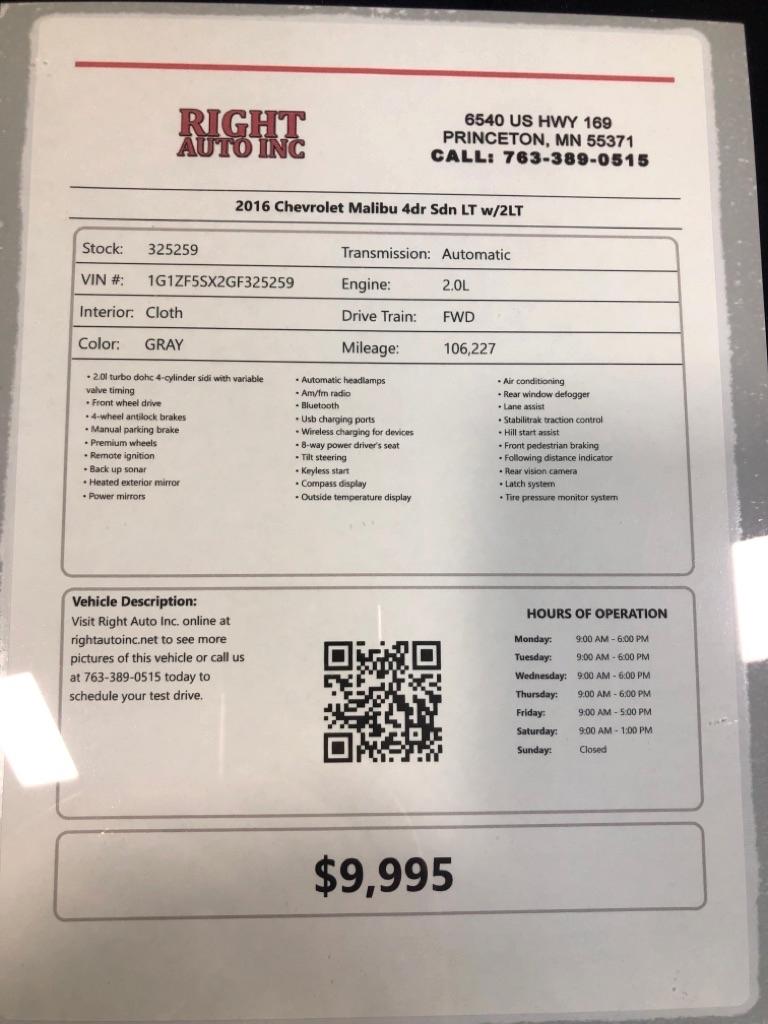 RIGHT
AUTO INC
6540 US HWY 169
PRINCETON, MN 55371
CALL: 763-389-0515
2016 Chevrolet Malibu 4dr Sdn LT w/2LT
Stock: 325259
Transmission: Automatic
VIN #: 1G1ZF5SX2GF325259
Engine: 2.0L
Interior: Cloth
Drive Train: FWD
Color: GRAY
Mileage: 106,227
• 2.0l turbo dohc 4-cylinder sidi with variable
valve timing
• Front wheel drive
• 4-wheel antilock brakes
• Manual parking brake
• Premium wheels
• Remote ignition
• Back up sonar
• Heated exterior mirror
• Power mirrors
• Automatic headlamps
• Am/fm radio
• Bluetooth
• Usb charging ports
• Wireless charging for devices
• 8-way power driver's seat
• Tilt steering
• Keyless start
• Compass display
• Outside temperature display
• Air conditioning
• Rear window defogger
• Lane assist
• Stabilitrak traction control
• Hill start assist
• Front pedestrian braking
• Following distance indicator
• Rear vision camera
• Latch system
• Tire pressure monitor system
Vehicle Description:
Visit Right Auto Inc. online at
rightautoinc.net to see more
pictures of this vehicle or call us
at 763-389-0515 today to
schedule your test drive.
HOURS OF OPERATION
Monday: 9:00 AM - 6:00 PM
Tuesday: 9:00 AM - 6:00 PM
Wednesday: 9:00 AM - 6:00 PM
Thursday: 9:00 AM - 6:00 PM
Friday: 9:00 AM - 5:00 PM
Saturday: 9:00 AM - 1:00 PM
Sunday: Closed
$9,995